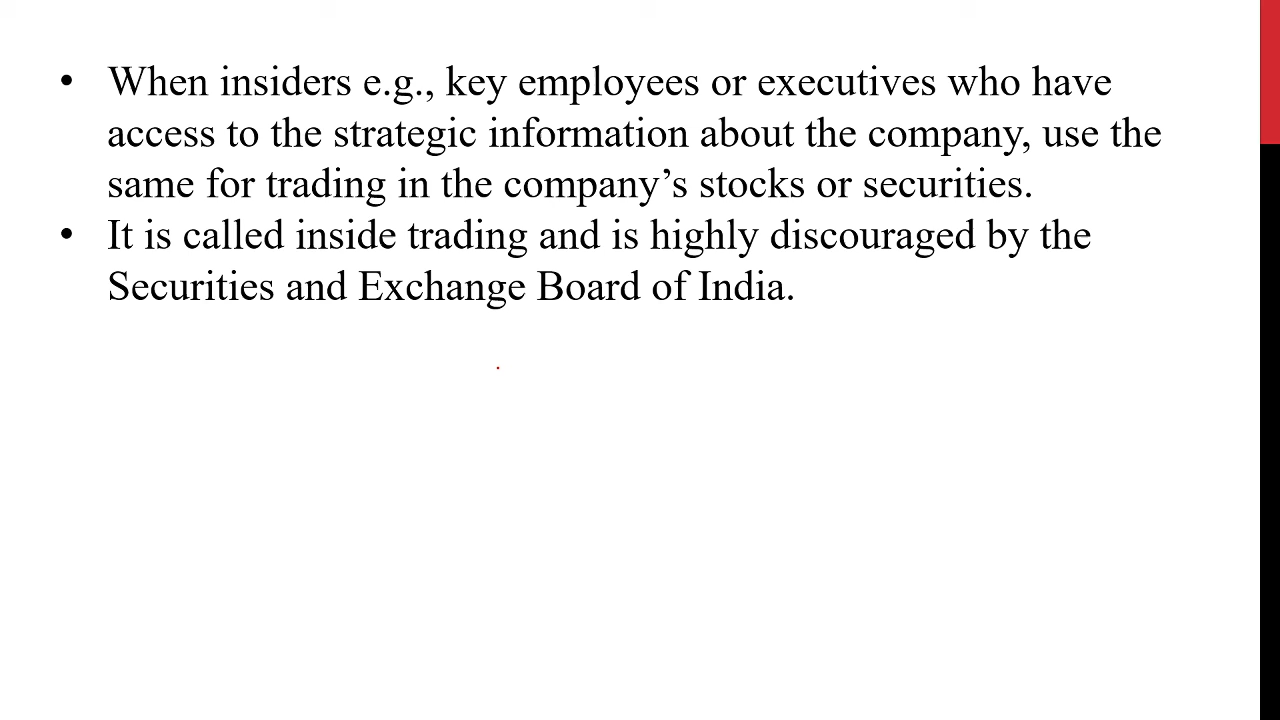 • When insiders e.g., key employees or executives who have
access to the strategic information about the company, use the
same for trading in the company’s stocks or securities.
• It is called inside trading and is highly discouraged by the
Securities and Exchange Board of India.